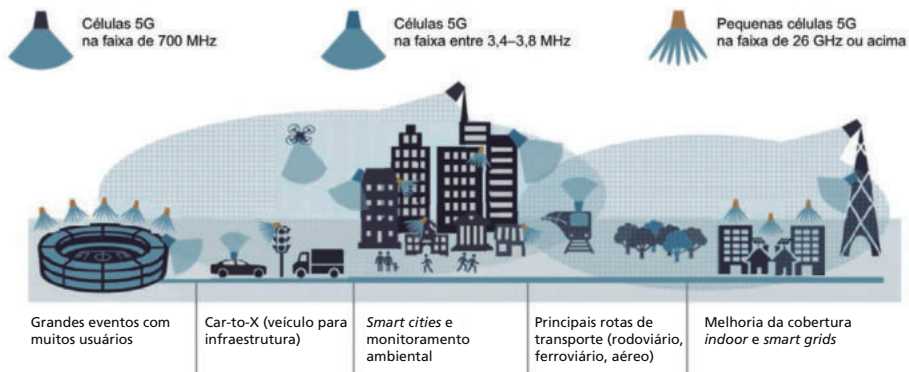 Células 5G
na faixa de 700 MHz
Células 5G
na faixa entre 3,4–3,8 MHz
Pequenas células 5G
na faixa de 26 GHz ou acima
Grandes eventos com
muitos usuários
Car-to-X (veículo para
infraestrutura)
Smart cities e
monitoramento
ambiental
Principais rotas de
transporte (rodoviário,
ferroviário, aéreo)
Melhoria da cobertura
indoor e smart grids